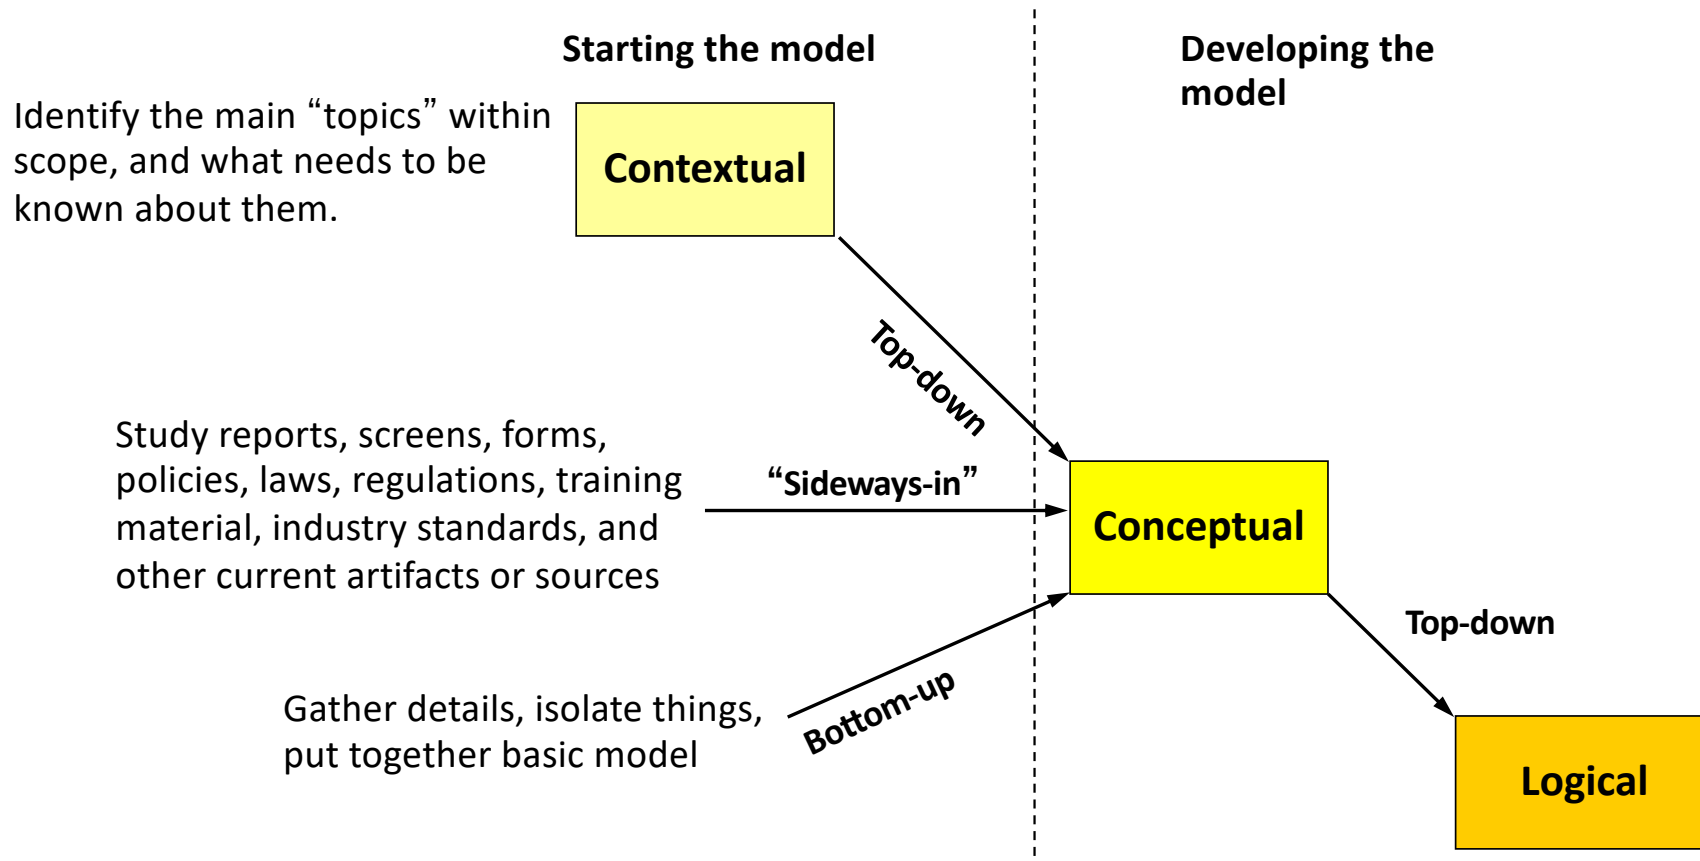 Starting the model
Developing the
model
Identify the main “topics” within
scope, and what needs to be
known about them.
Contextual
Top-down
Study reports, screens, forms,
policies, laws, regulations, training
material, industry standards, and
other current artifacts or sources
“Sideways-in”
Conceptual
Top-down
Gather details, isolate things,
put together basic model
Bottom-up
Logical